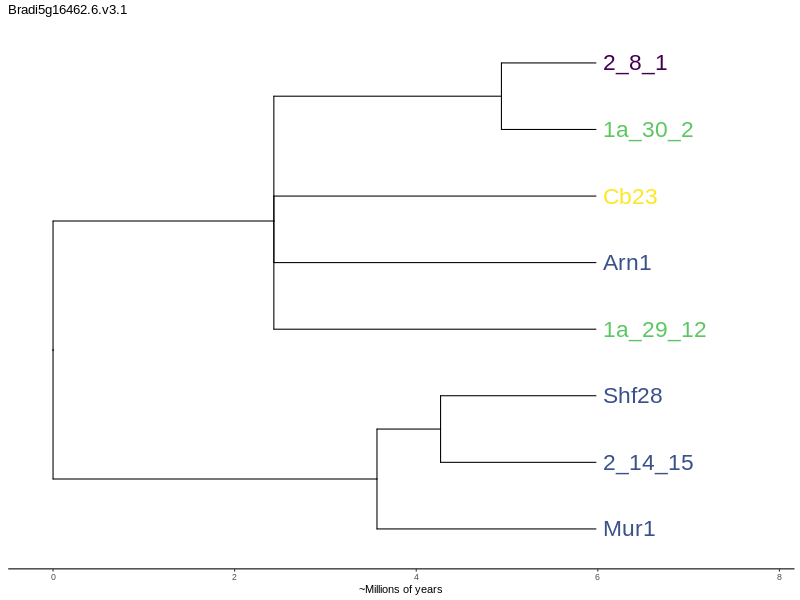 Bradi5g16462.6.v3.1
2_8_1
1a_30_2
Cb23
Arn1
1a_29_12
Shf28
2_14_15
Mur1
0 2 4 6 8
~Millions of years